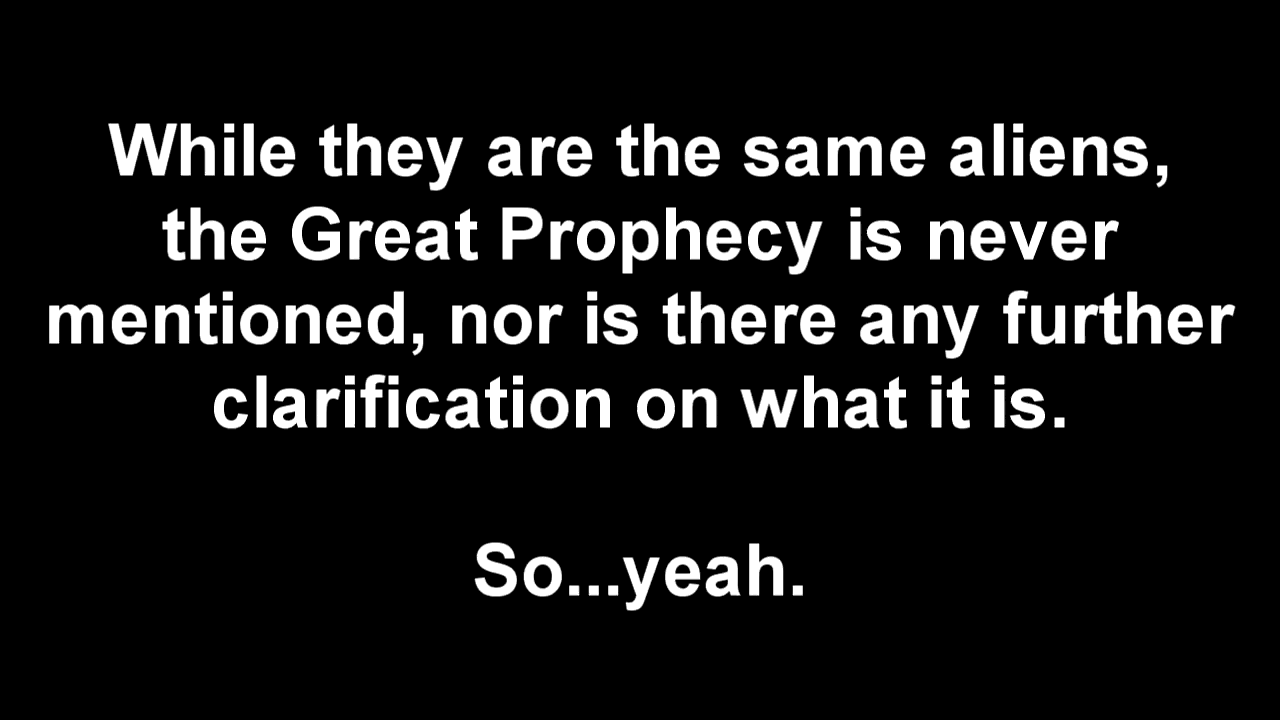 While they are the same aliens,
the Great Prophecy is never
mentioned, nor is there any further
clarification on what it is.
So...yeah.